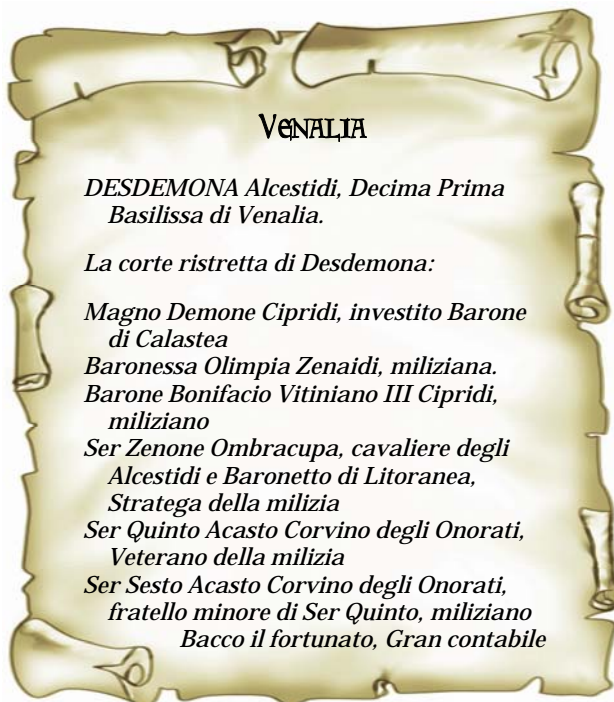 VENALIA
DESDEMONA Alcestidi, Decima Prima
Basilissa di Venalia.
La corte ristretta di Desdemona:
Magno Demone Cipridi, investito Barone
di Calastea
Baronessa Olimpia Zenaidi, miliziana.
Barone Bonifacio Vitiniano III Cipridi,
miliziano
Ser Zenone Ombracupa, cavaliere degli
Alcestidi e Baronetto di Litoranea,
Stratega della milizia
Ser Quinto Acasto Corvino degli Onorati,
Veterano della milizia
Ser Sesto Acasto Corvino degli Onorati,
fratello minore di Ser Quinto, miliziano
Bacco il fortunato, Gran contabile